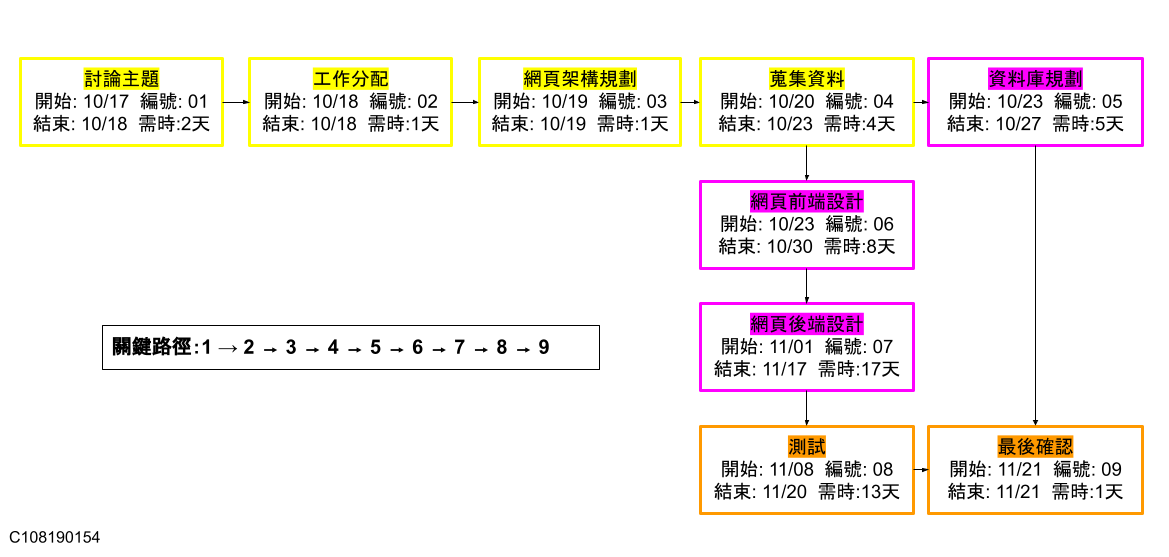 討論主題
開始: 10/17 編號: 01
結束: 10/18 需時:2天
工作分配
開始: 10/18 編號: 02
結束: 10/18 需時:1天
網頁架構規劃
開始: 10/19 編號: 03
結束: 10/19 需時:1天
蒐集資料
開始: 10/20 編號: 04
結束: 10/23 需時:4天
資料庫規劃
開始: 10/23 編號: 05
結束: 10/27 需時:5天
網頁前端設計
開始: 10/23 編號: 06
結束: 10/30 需時:8天
網頁後端設計
開始: 11/01 編號: 07
結束: 11/17 需時:17天
關鍵路徑:1 → 2 → 3 → 4 → 5 → 6 → 7 → 8 → 9
測試
開始: 11/08 編號: 08
結束: 11/20 需時:13天
最後確認
開始: 11/21 編號: 09
結束: 11/21 需時:1天
C108190154